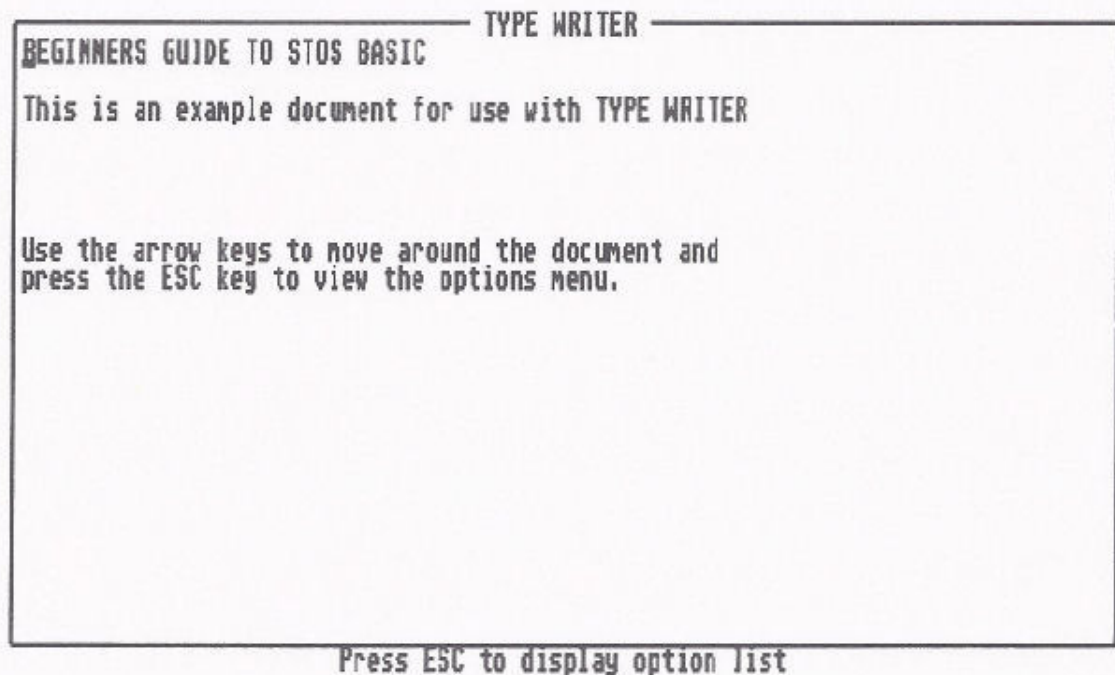 TYPE WRITER
BEGINNERS GUIDE TO STOS BASIC
This is an example document for use with TYPE WRITER
Use the arrow keys to move around the document and
press the ESC key to view the options menu.
Press ESC to display option list